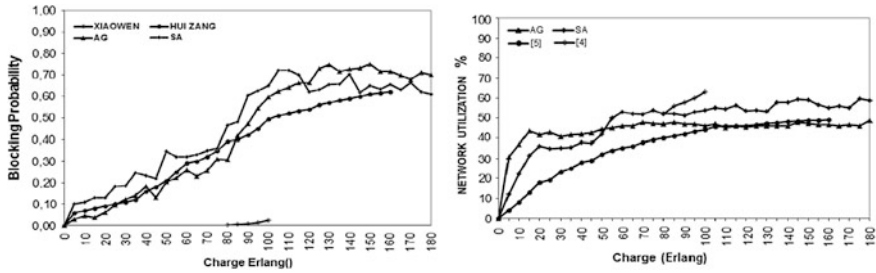 1,00
0,90
0,80
0,70
0,60
0,50
0,40
0,30
0,20
0,10
0,00
Blocking Probability
XIAOWEN
HUI ZANG
AG
SA
0 10 20 30 40 50 60 70 80 90 100 110 120 130 140 150 160 170 180
Charge Erlang()
100
90
80
70
60
50
40
30
20
10
0
NETWORK UTILIZATION %
AG
SA
[5]
[4]
0 10 20 30 40 50 60 70 80 90 100 110 120 130 140 150 160 170 180
Charge (Erlang)